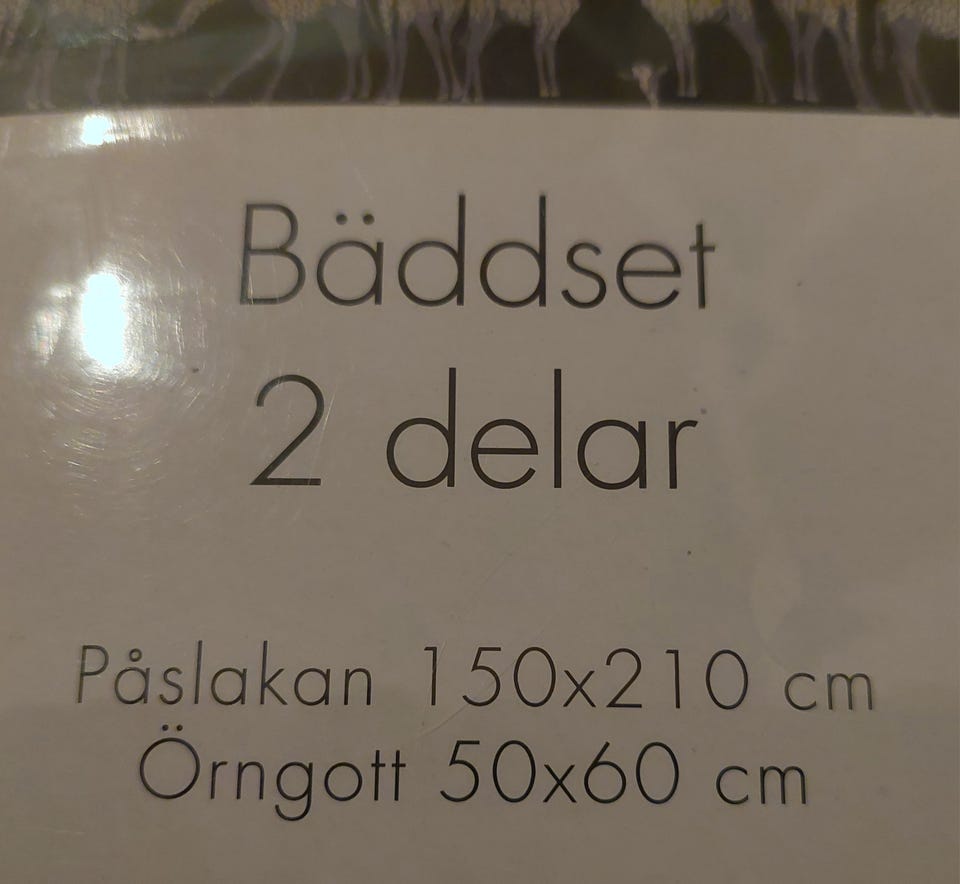 Bäddset
2 delar
Påslakan 150x210 cm
Örngott 50x60 cm